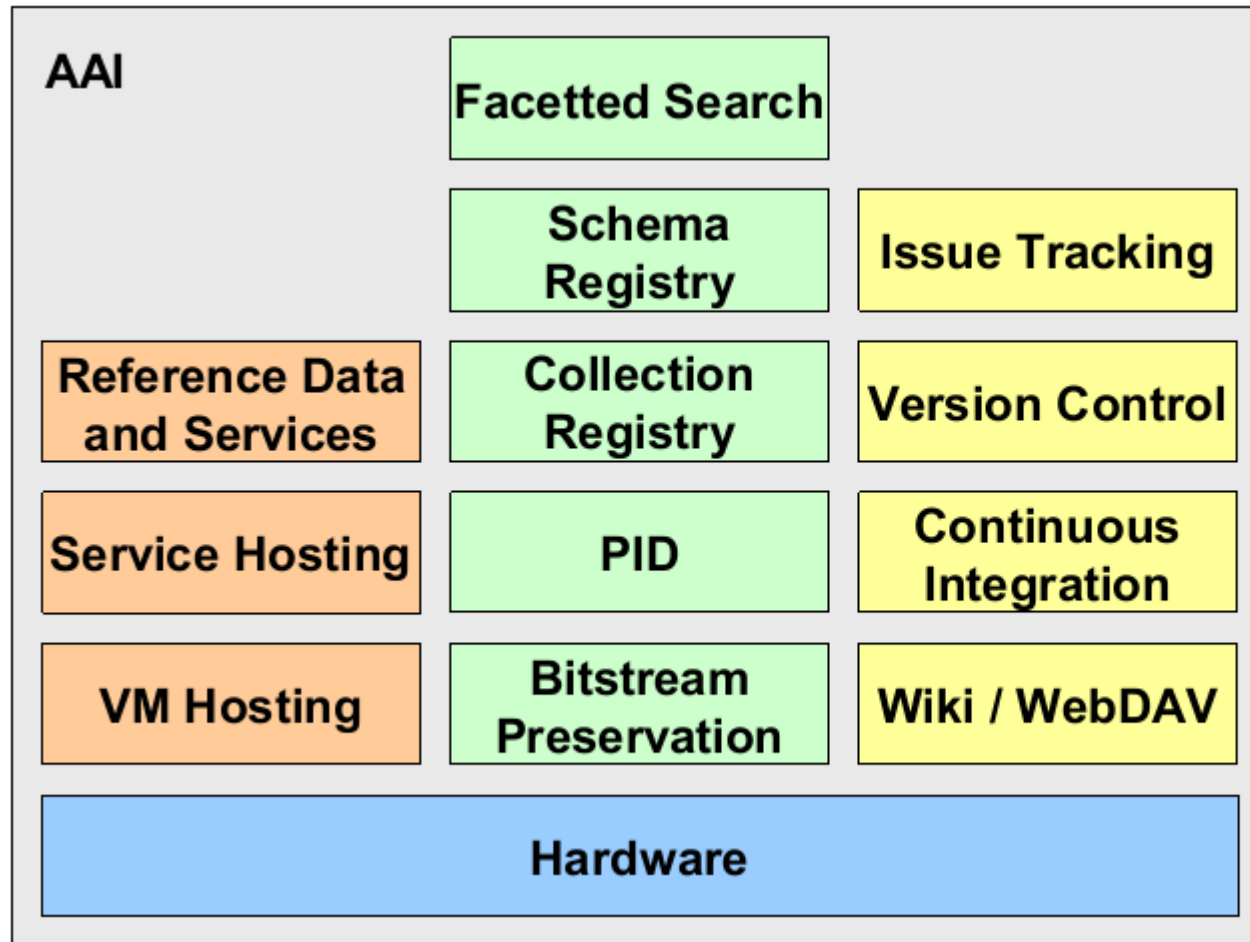 AAI
Facetted Search
Schema
Registry
Issue Tracking
Reference Data
and Services
Collection
Registry
Version Control
Service Hosting
PID
Continuous
Integration
VM Hosting
Bitstream
Preservation
Wiki / WebDAV
Hardware